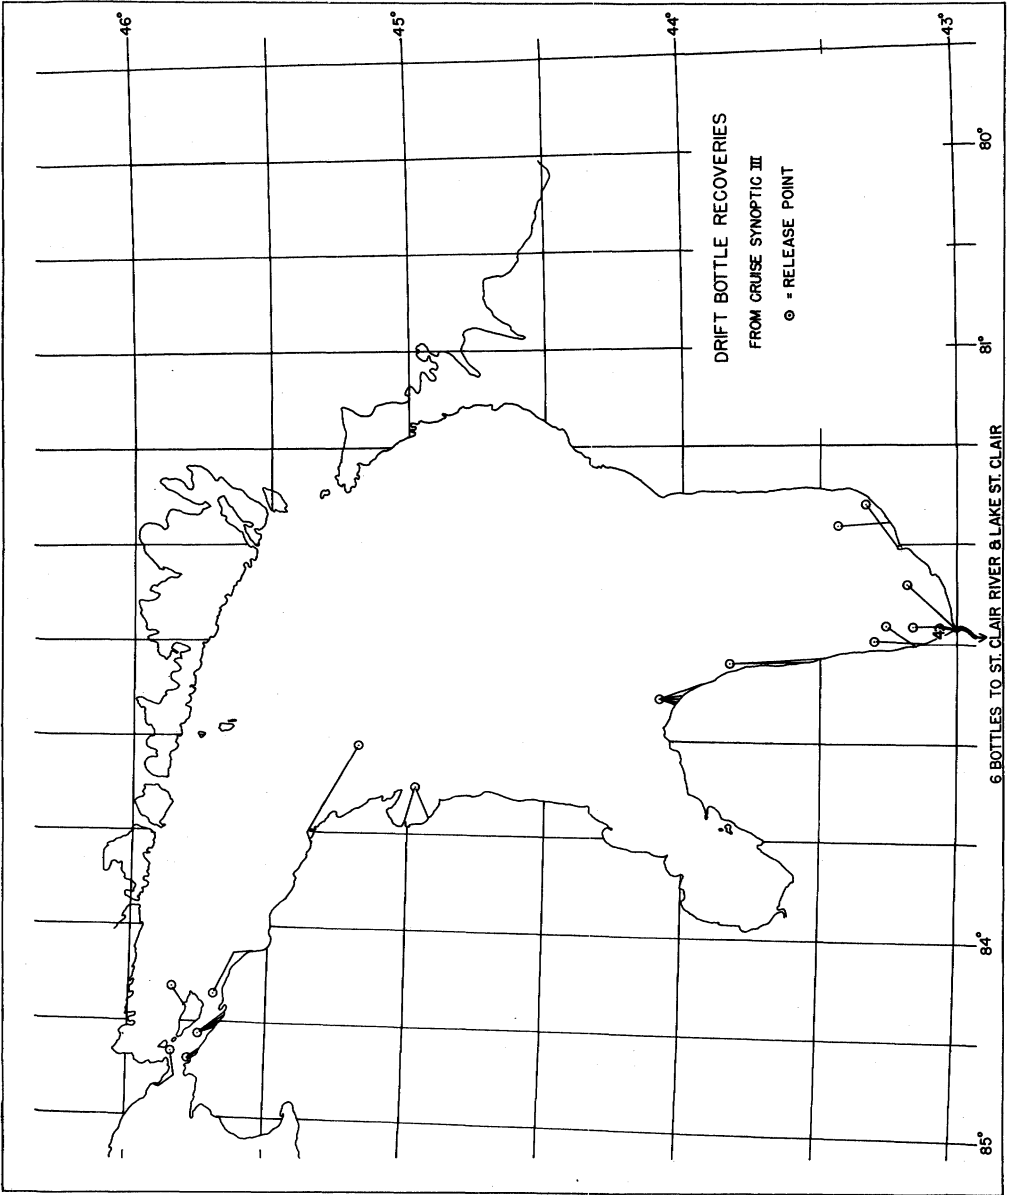 DRIFT BOTTLE RECOVERIES
FROM CRUISE SYNOPTIC III
⊙ = RELEASE POINT
46°
45°
44°
43°
80°
81°
84°
85°
6 BOTTLES TO ST. CLAIR RIVER & LAKE ST. CLAIR